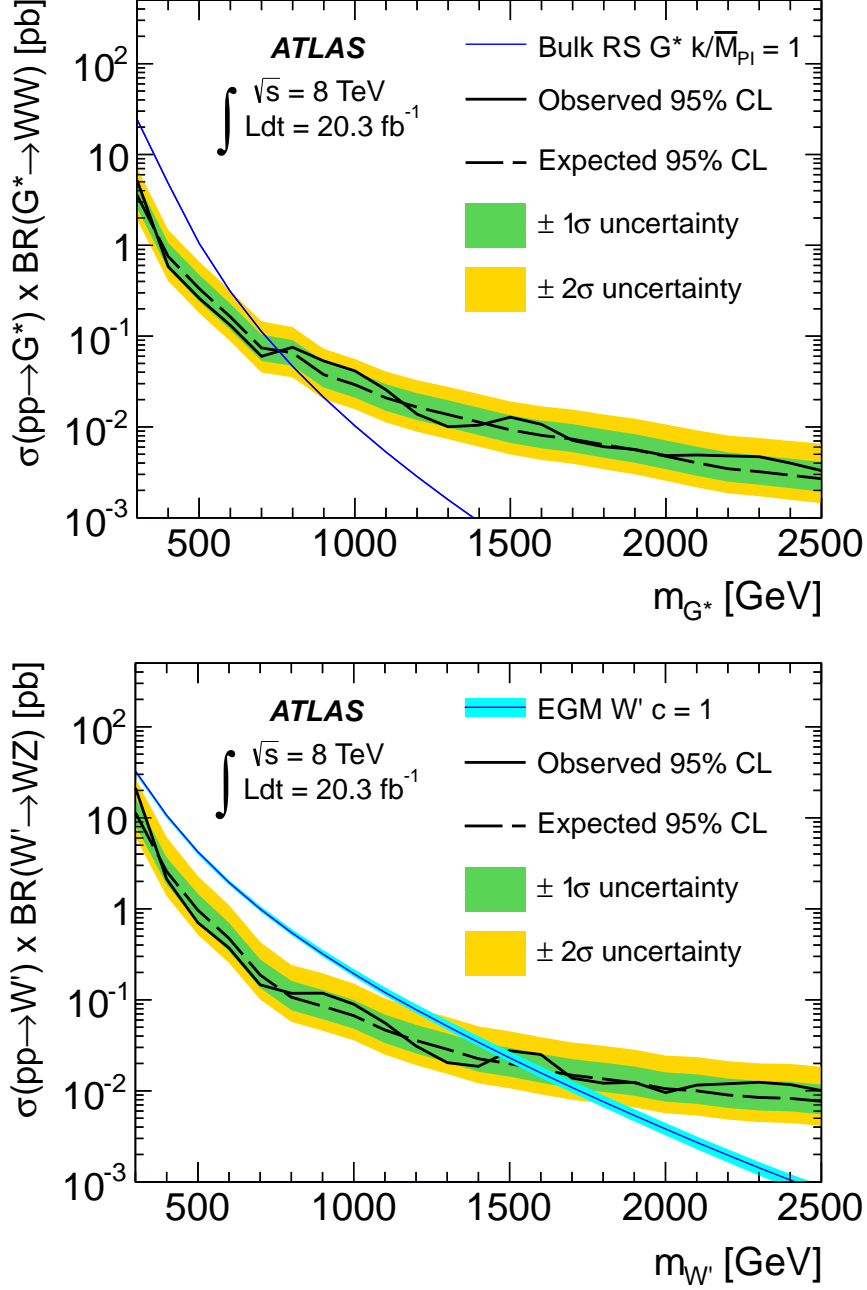 σ(pp→G*) x BR(G*→WW) [pb]
10²
10
1
10⁻¹
10⁻²
10⁻³
ATLAS
∫ √s = 8 TeV
Ldt = 20.3 fb⁻¹
Bulk RS G* k/M̅_PI = 1
Observed 95% CL
Expected 95% CL
± 1σ uncertainty
± 2σ uncertainty
500 1000 1500 2000 2500
m_G* [GeV]
σ(pp→W') x BR(W'→WZ) [pb]
10²
10
1
10⁻¹
10⁻²
10⁻³
ATLAS
∫ √s = 8 TeV
Ldt = 20.3 fb⁻¹
EGM W' c = 1
Observed 95% CL
Expected 95% CL
± 1σ uncertainty
± 2σ uncertainty
500 1000 1500 2000 2500
m_W' [GeV]